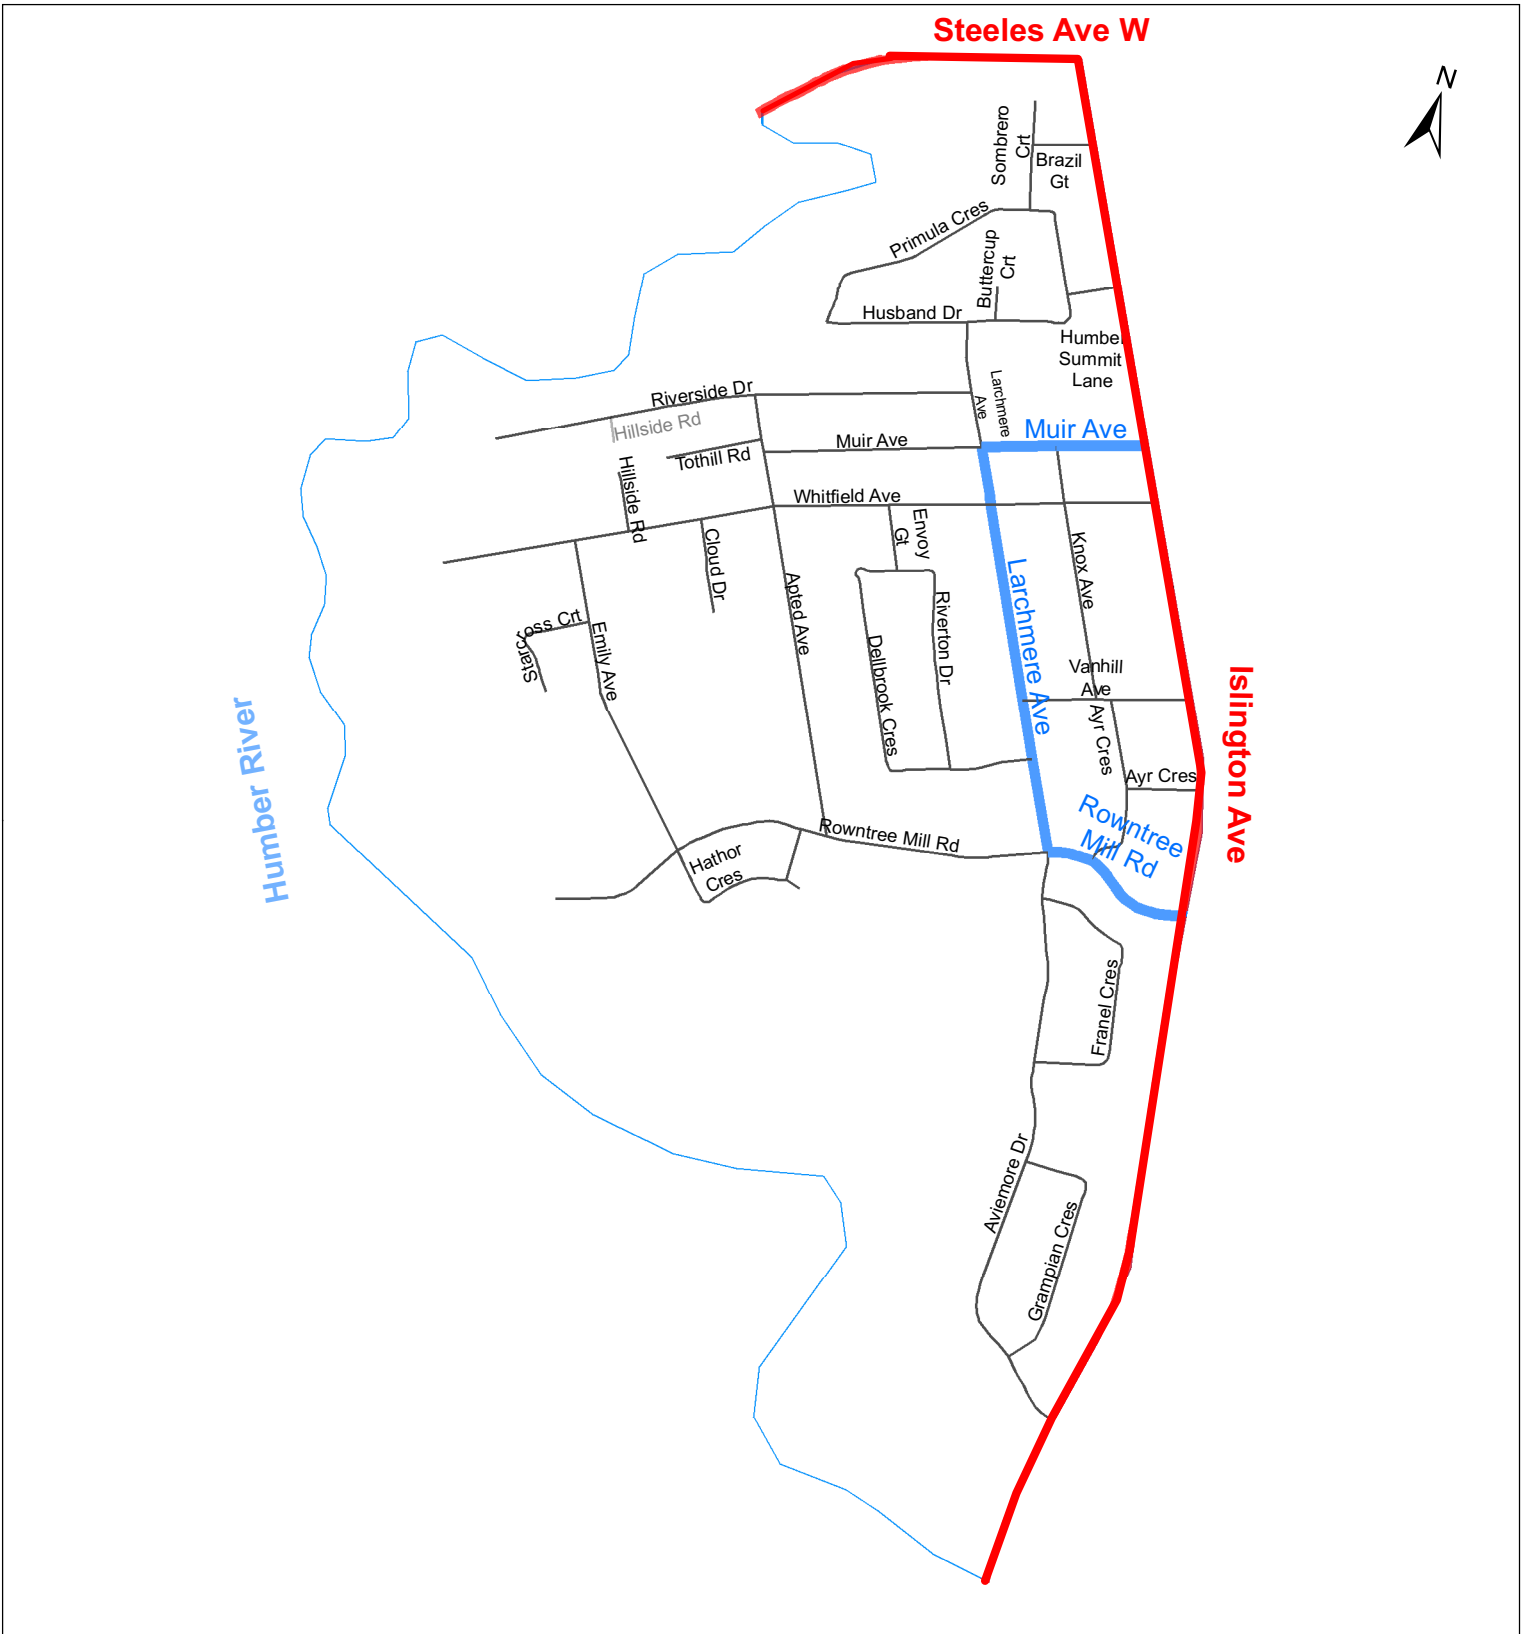 Steeles Ave W
N
Sombrero
Crt
Brazil
Gt
Primula Cres
Buttercup
Crt
Husband Dr
Humber
Summit
Lane
Larchmere
Ave
Riverside Dr
Hillside Rd
Muir Ave
Muir Ave
Tothill Rd
Hillside Rd
Whitfield Ave
Envoy
Gt
Cloud Dr
Knox Ave
Apted Ave
Larchmere Ave
Starcross Crt
Emily Ave
Riverton Dr
Dellbrook Cres
Vanhill
Ave
Ayr Cres
Ayr Cres
Islington Ave
Humber River
Rowntree
Mill Rd
Rowntree Mill Rd
Hathor
Cres
Franel Cres
Aviemore Dr
Grampian Cres